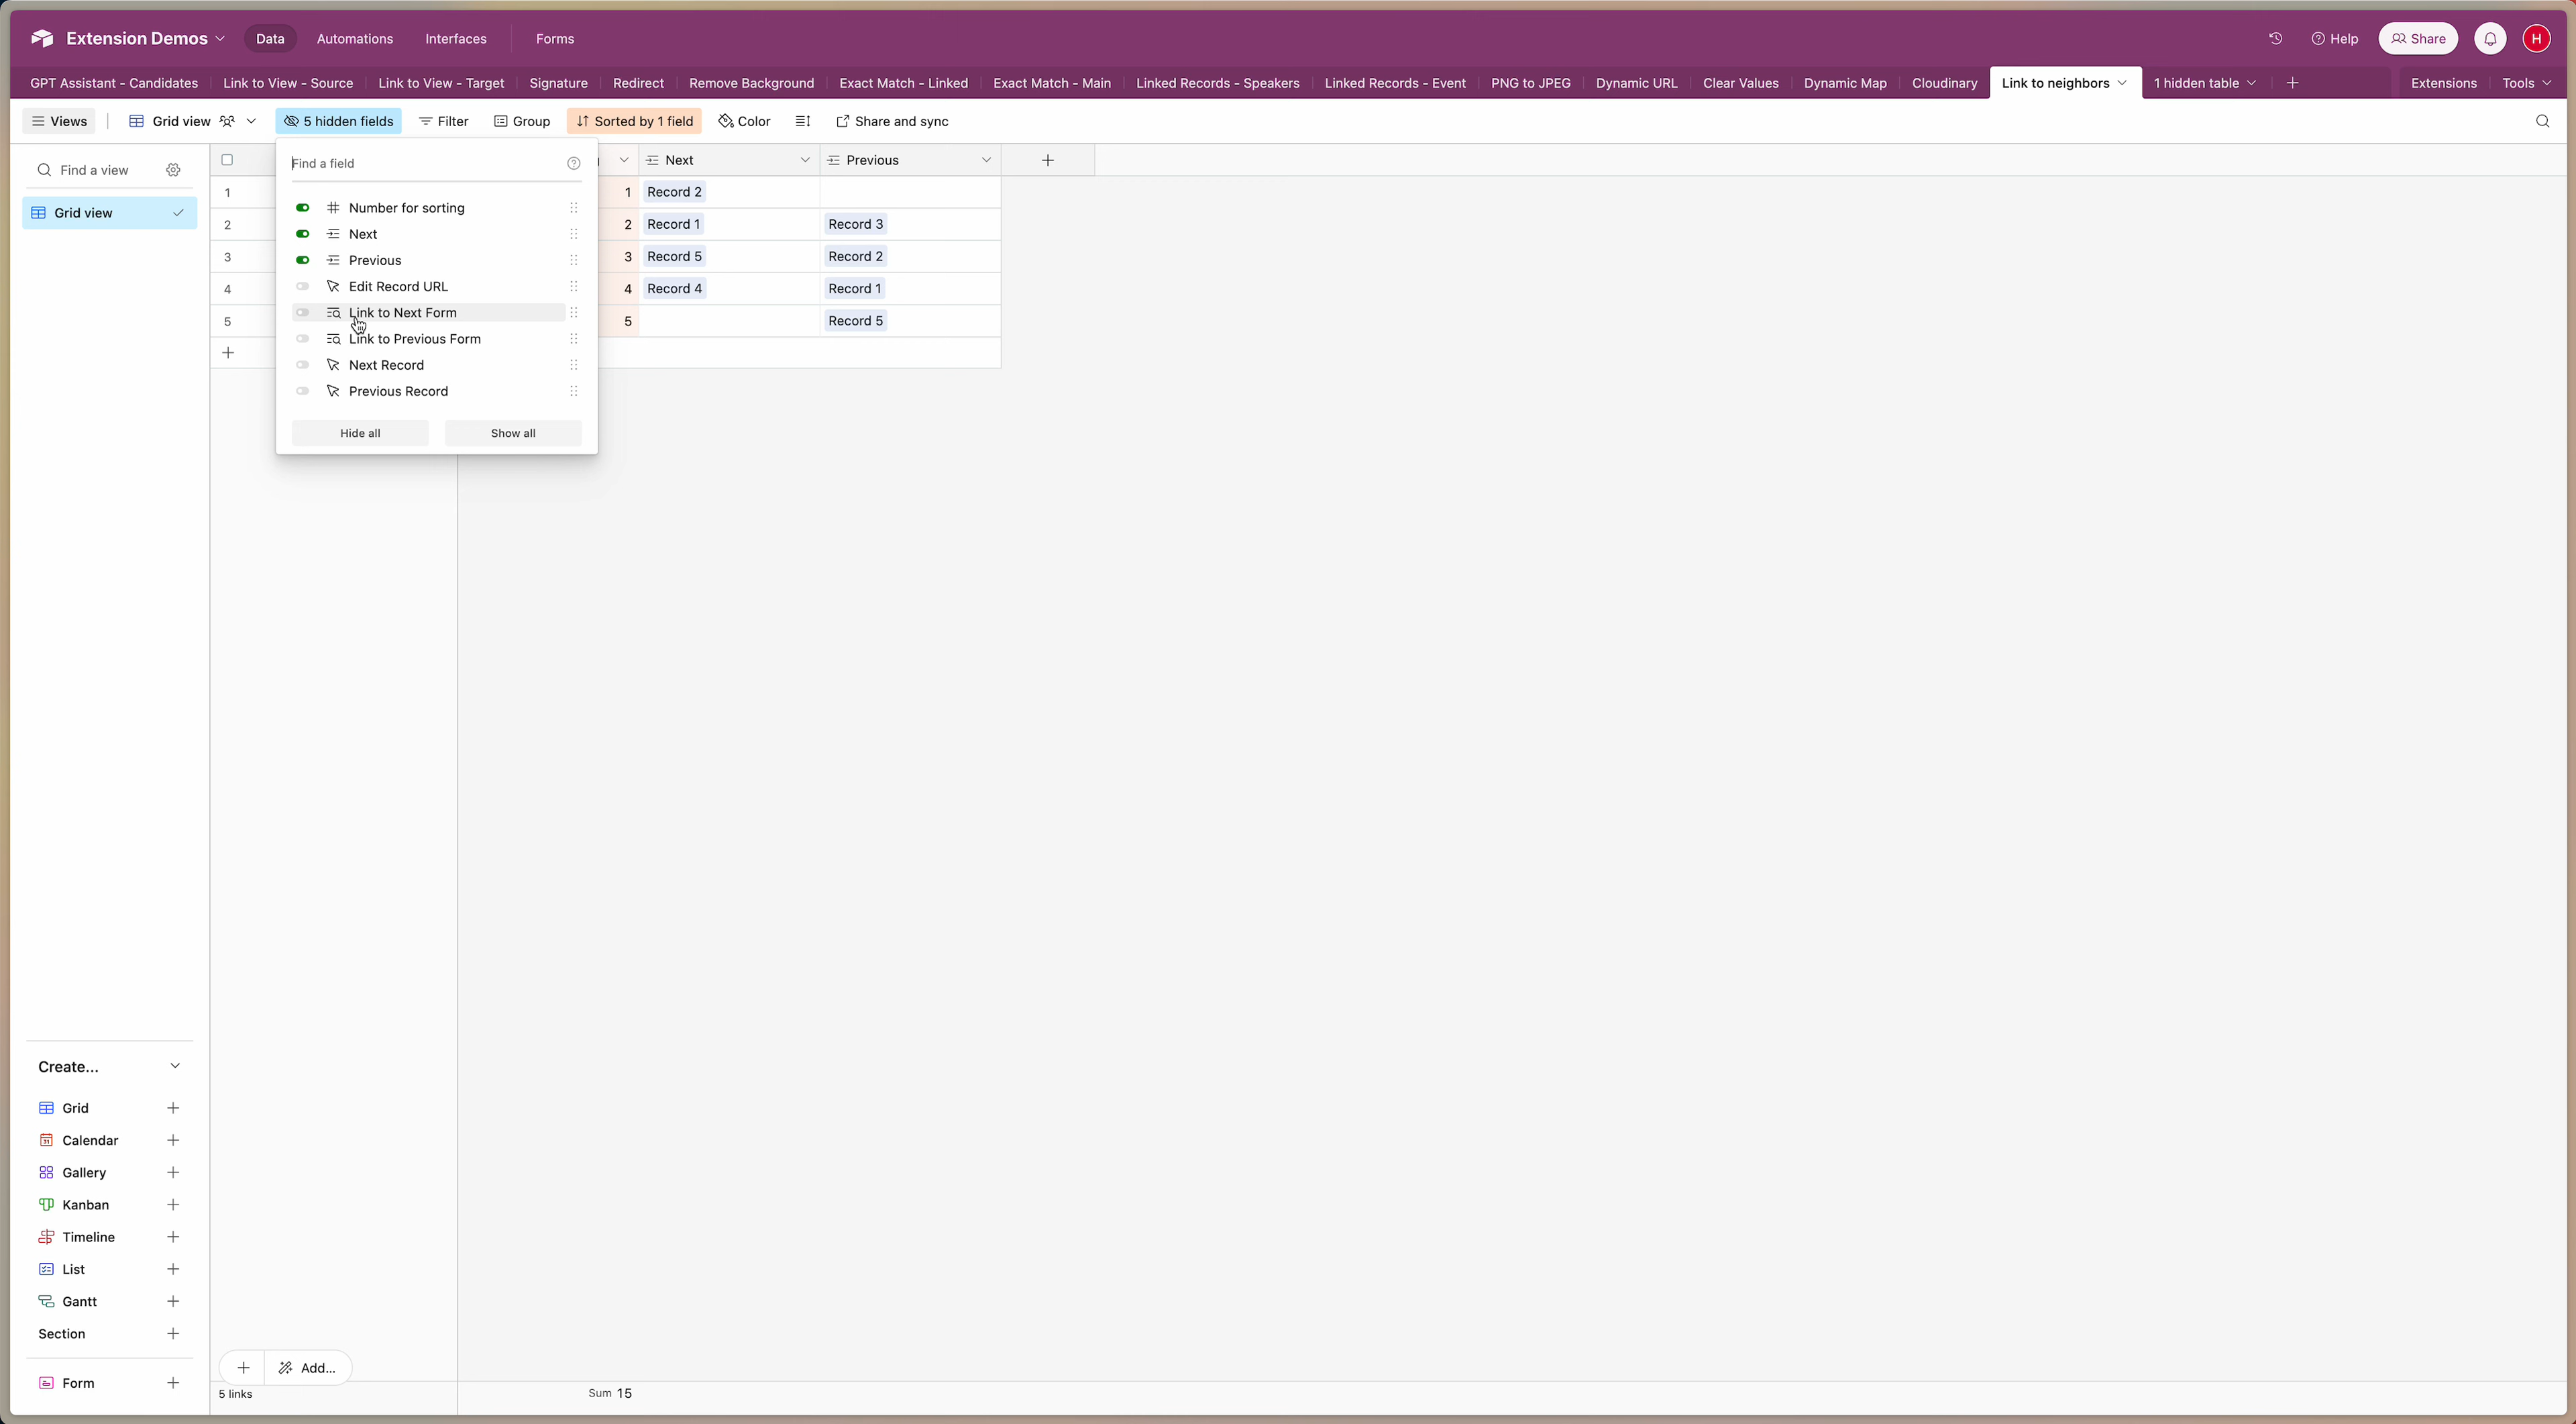 Extension Demos Data Automations Interfaces Forms Help Share H
GPT Assistant - Candidates Link to View - Source Link to View - Target Signature Redirect Remove Background Exact Match - Linked Exact Match - Main Linked Records - Speakers Linked Records - Event PNG to JPEG Dynamic URL Clear Values Dynamic Map Cloudinary Link to neighbors 1 hidden table Extensions Tools
Views Grid view 5 hidden fields Filter Group Sorted by 1 field Color Share and sync
Find a view
Grid view
Find a field
Number for sorting
Next
Previous
Edit Record URL
Link to Next Form
Link to Previous Form
Next Record
Previous Record
Hide all Show all
Next Previous
1 1 Record 2
2 2 Record 1 Record 3
3 3 Record 5 Record 2
4 4 Record 4 Record 1
5 5 Record 5
Create...
Grid
Calendar
Gallery
Kanban
Timeline
List
Gantt
Section
Form
Add...
5 links Sum 15